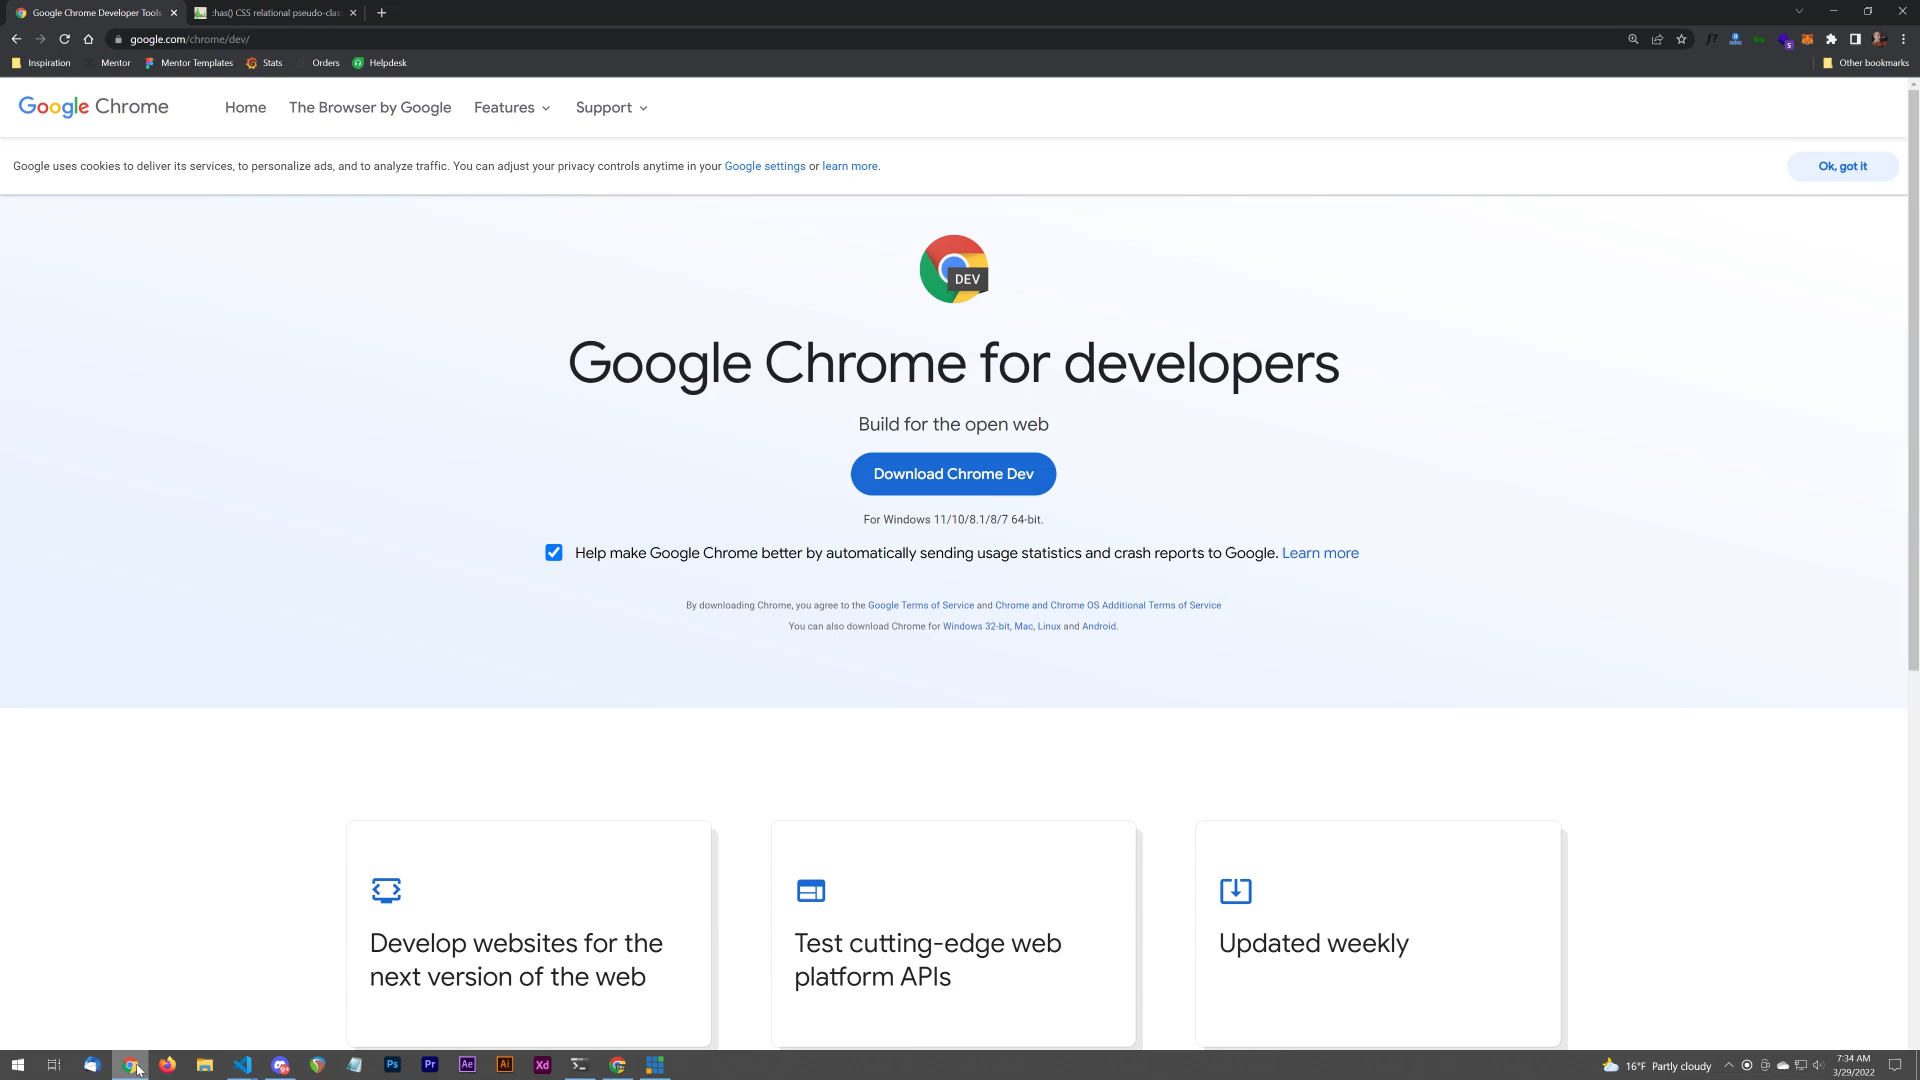 Google Chrome Developer Tools
:has() CSS relational pseudo-clas
google.com/chrome/dev/
Inspiration
Mentor
Mentor Templates
Stats
Orders
Helpdesk
Other bookmarks
Google Chrome
Home
The Browser by Google
Features
Support
Google uses cookies to deliver its services, to personalize ads, and to analyze traffic. You can adjust your privacy controls anytime in your Google settings or learn more.
Ok, got it
DEV
Google Chrome for developers
Build for the open web
Download Chrome Dev
For Windows 11/10/8.1/8/7 64-bit.
Help make Google Chrome better by automatically sending usage statistics and crash reports to Google. Learn more
By downloading Chrome, you agree to the Google Terms of Service and Chrome and Chrome OS Additional Terms of Service
You can also download Chrome for Windows 32-bit, Mac, Linux and Android.
Develop websites for the
next version of the web
Test cutting-edge web
platform APIs
Updated weekly
Ps
Pr
Ae
Ai
Xd
16°F Partly cloudy
7:34 AM
3/29/2022